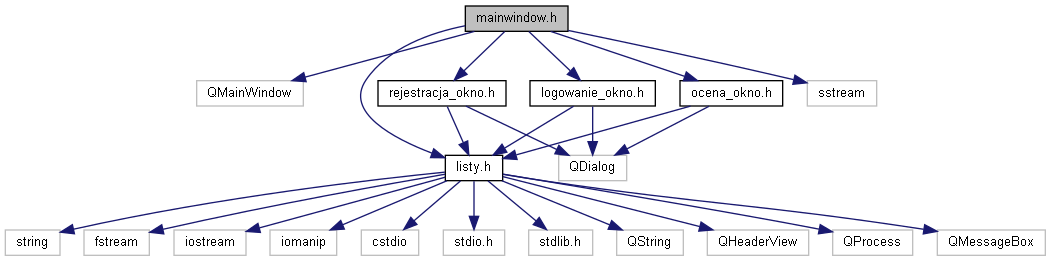 mainwindow.h
QMainWindow
rejestracja_okno.h
logowanie_okno.h
ocena_okno.h
sstream
listy.h
QDialog
string
fstream
iostream
iomanip
cstdio
stdio.h
stdlib.h
QString
QHeaderView
QProcess
QMessageBox